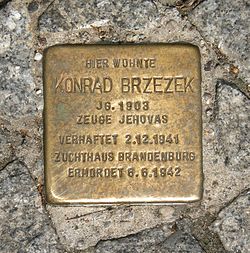 HIER WOHNTE
KONRAD BRZEZEK
JG. 1903
ZEUGE JEHOVAS
VERHAFTET 2.12.1941
ZUCHTHAUS BRANDENBURG
ERMORDET 6.6.1942